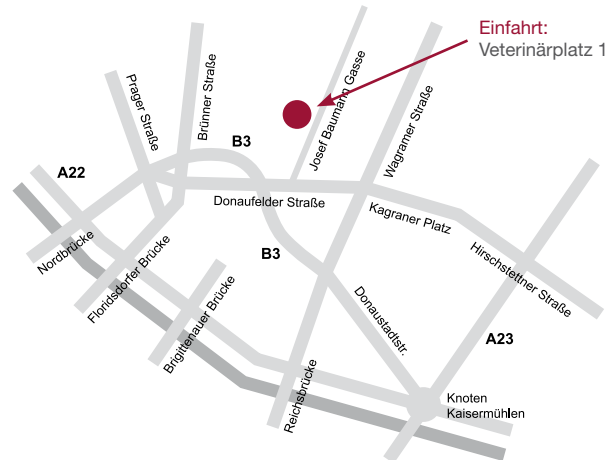 Einfahrt:
Veterinärplatz 1
Prager Straße
Brünner Straße
Josef Baumann Gasse
Wagramer Straße
B3
A22
Donaufelder Straße
Kagraner Platz
Nordbrücke
Floridsdorfer Brücke
B3
Hirschstettner Straße
Brigittenauer Brücke
Donaustadtstr.
A23
Reichsbrücke
Knoten
Kaisermühlen